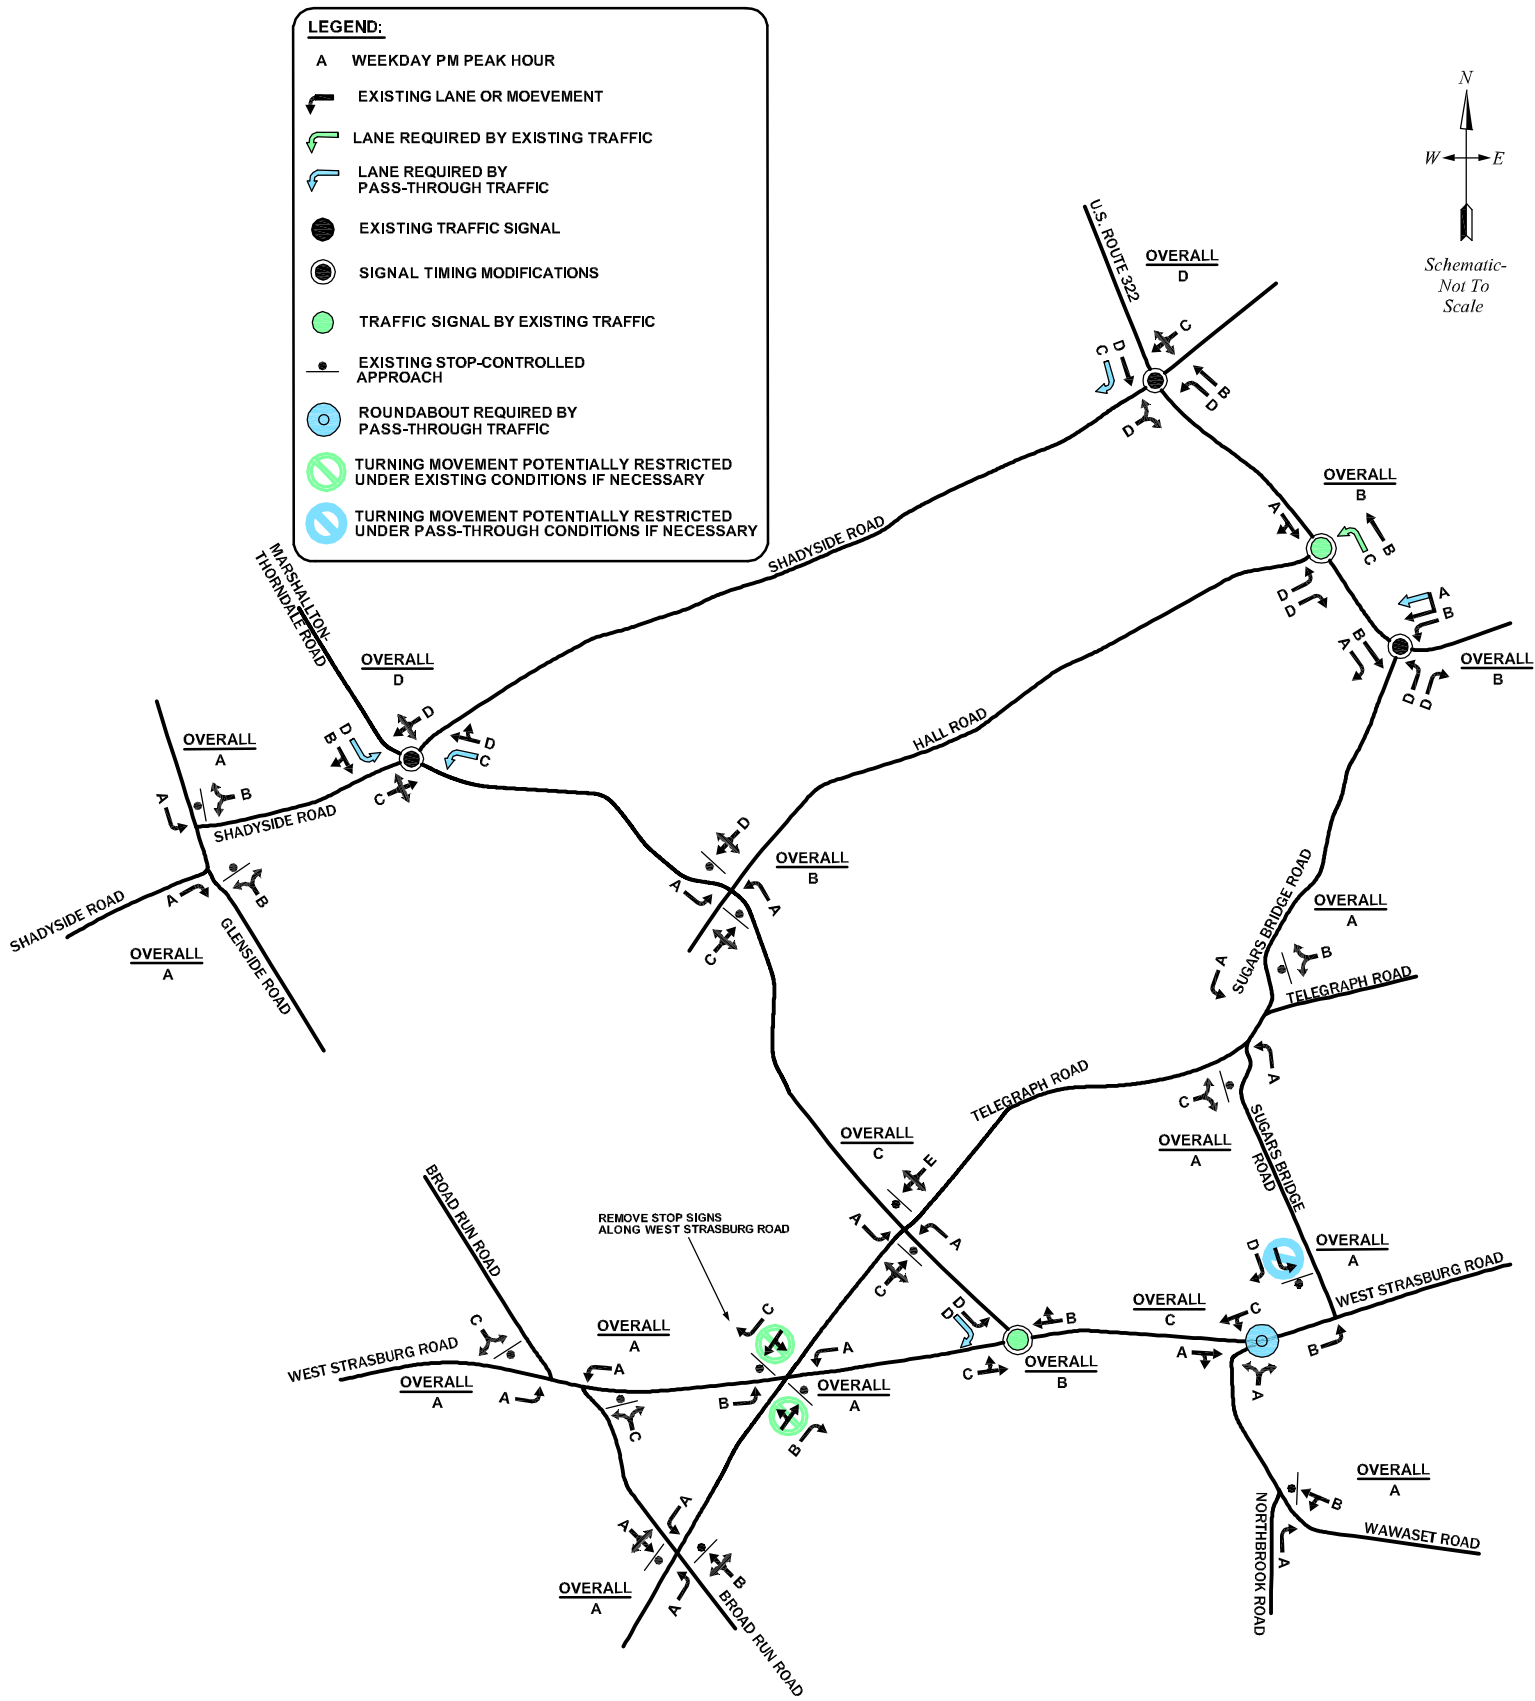 LEGEND:
A WEEKDAY PM PEAK HOUR
EXISTING LANE OR MOEVEMENT
LANE REQUIRED BY EXISTING TRAFFIC
LANE REQUIRED BY
PASS-THROUGH TRAFFIC
EXISTING TRAFFIC SIGNAL
SIGNAL TIMING MODIFICATIONS
TRAFFIC SIGNAL BY EXISTING TRAFFIC
EXISTING STOP-CONTROLLED
APPROACH
ROUNDABOUT REQUIRED BY
PASS-THROUGH TRAFFIC
TURNING MOVEMENT POTENTIALLY RESTRICTED
UNDER EXISTING CONDITIONS IF NECESSARY
TURNING MOVEMENT POTENTIALLY RESTRICTED
UNDER PASS-THROUGH CONDITIONS IF NECESSARY
N
W E
Schematic-
Not To
Scale
U.S. ROUTE 322
OVERALL
D
C
D
C
B
D
D
SHADYSIDE ROAD
OVERALL
B
A
B
C
D
D
A
B
B
A
D
D
OVERALL
B
MARSHALLTON-
THORNDALE ROAD
OVERALL
D
D
B
D
D
C
C
HALL ROAD
OVERALL
A
A
B
SHADYSIDE ROAD
SHADYSIDE ROAD
A
B
OVERALL
A
GLENSIDE ROAD
D
OVERALL
B
A
A
C
SUGARS BRIDGE ROAD
OVERALL
A
A
B
TELEGRAPH ROAD
TELEGRAPH ROAD
A
C
OVERALL
A
SUGARS BRIDGE
ROAD
OVERALL
C
E
A
A
C
BROAD RUN ROAD
REMOVE STOP SIGNS
ALONG WEST STRASBURG ROAD
D
OVERALL
A
WEST STRASBURG ROAD
B
OVERALL
C
C
A
A
D
D
B
C
OVERALL
B
C
A
B
B
OVERALL
A
WEST STRASBURG ROAD
C
OVERALL
A
A
A
OVERALL
A
C
OVERALL
A
B
A
NORTHBROOK ROAD
WAWASET ROAD
A
A
B
A
OVERALL
A
BROAD RUN ROAD